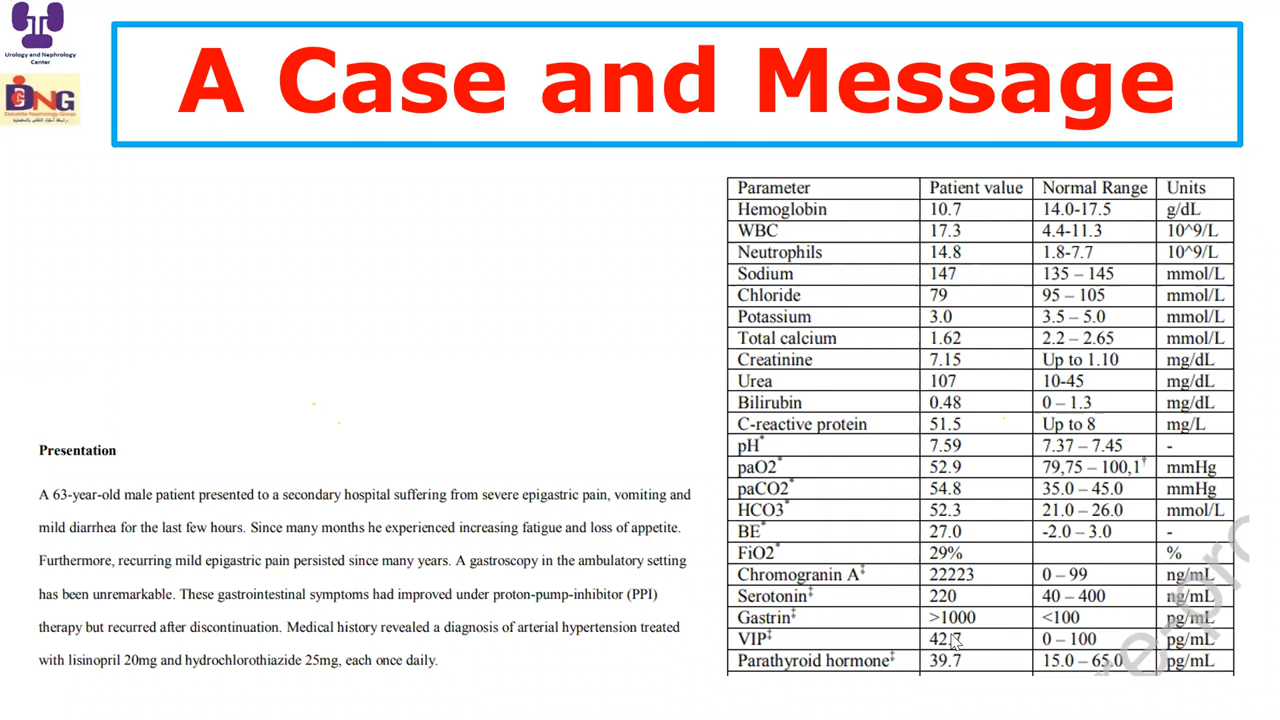 Urology and Nephrology
Center
DNG
A Case and Message
Presentation
A 63-year-old male patient presented to a secondary hospital suffering from severe epigastric pain, vomiting and
mild diarrhea for the last few hours. Since many months he experienced increasing fatigue and loss of appetite.
Furthermore, recurring mild epigastric pain persisted since many years. A gastroscopy in the ambulatory setting
has been unremarkable. These gastrointestinal symptoms had improved under proton-pump-inhibitor (PPI)
therapy but recurred after discontinuation. Medical history revealed a diagnosis of arterial hypertension treated
with lisinopril 20mg and hydrochlorothiazide 25mg, each once daily.
Parameter Patient value Normal Range Units
Hemoglobin 10.7 14.0-17.5 g/dL
WBC 17.3 4.4-11.3 10^9/L
Neutrophils 14.8 1.8-7.7 10^9/L
Sodium 147 135 – 145 mmol/L
Chloride 79 95 – 105 mmol/L
Potassium 3.0 3.5 – 5.0 mmol/L
Total calcium 1.62 2.2 – 2.65 mmol/L
Creatinine 7.15 Up to 1.10 mg/dL
Urea 107 10-45 mg/dL
Bilirubin 0.48 0 – 1.3 mg/dL
C-reactive protein 51.5 Up to 8 mg/L
pH* 7.59 7.37 – 7.45 -
paO2* 52.9 79,75 – 100,1† mmHg
paCO2* 54.8 35.0 – 45.0 mmHg
HCO3* 52.3 21.0 – 26.0 mmol/L
BE* 27.0 -2.0 – 3.0 -
FiO2* 29% %
Chromogranin A‡ 22223 0 – 99 ng/mL
Serotonin‡ 220 40 – 400 ng/mL
Gastrin‡ >1000 <100 pg/mL
VIP‡ 42.7 0 – 100 pg/mL
Parathyroid hormone‡ 39.7 15.0 – 65.0 pg/mL